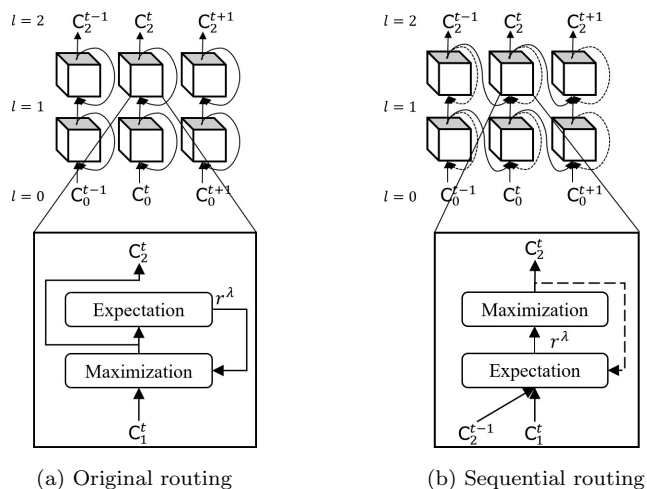 l = 2 C_2^{t-1} C_2^t C_2^{t+1}
l = 1
l = 0 C_0^{t-1} C_0^t C_0^{t+1}
C_2^t
Expectation r^λ
Maximization
C_1^t
(a) Original routing
l = 2 C_2^{t-1} C_2^t C_2^{t+1}
l = 1
l = 0 C_0^{t-1} C_0^t C_0^{t+1}
C_2^t
Maximization
r^λ
Expectation
C_2^{t-1} C_1^t
(b) Sequential routing